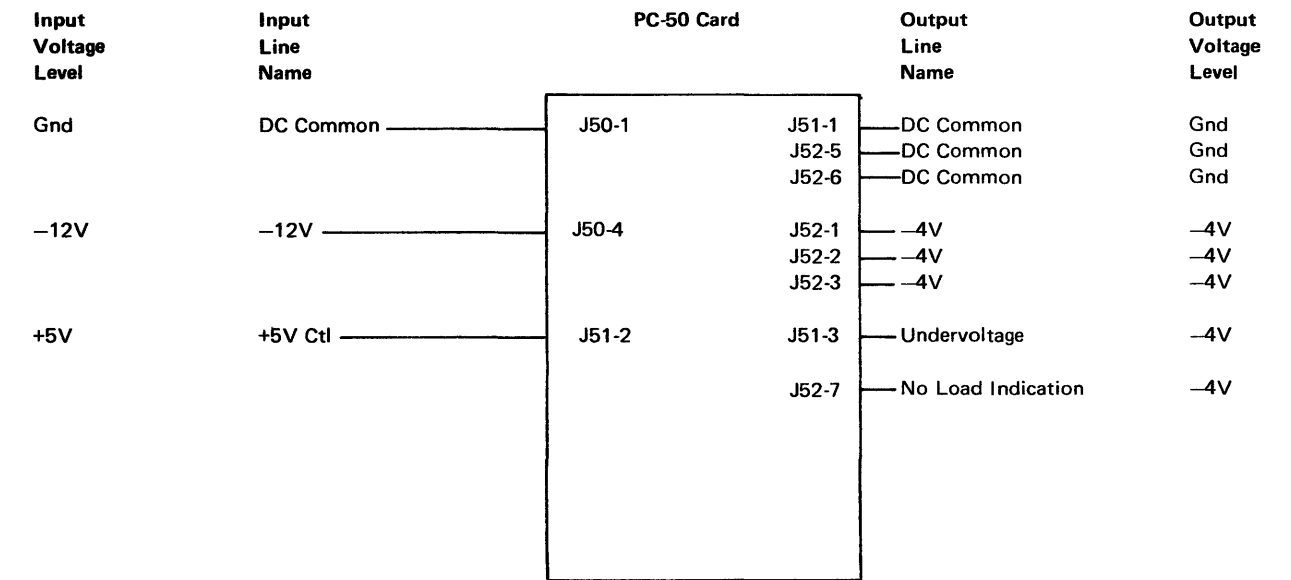 Input Input PC-50 Card Output Output
Voltage Line Line Voltage
Level Name Name Level
Gnd DC Common J50-1 J51-1 DC Common Gnd
J52-5 DC Common Gnd
J52-6 DC Common Gnd
−12V −12V J50-4 J52-1 −4V −4V
J52-2 −4V −4V
J52-3 −4V −4V
+5V +5V Ctl J51-2 J51-3 Undervoltage −4V
J52-7 No Load Indication −4V